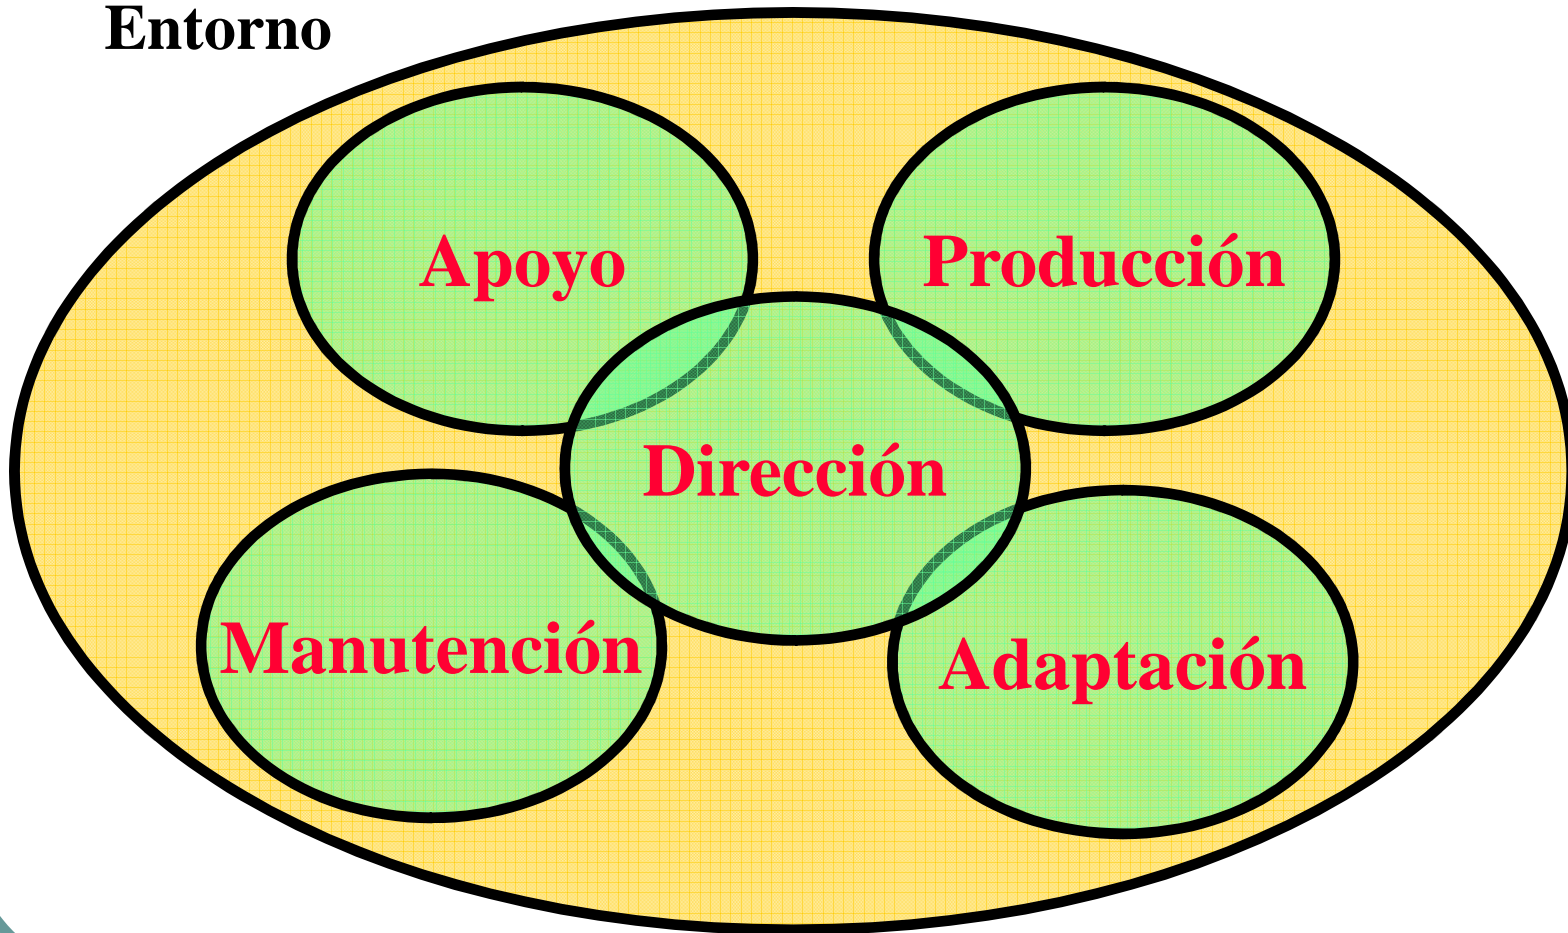 Entorno
Apoyo
Producción
Dirección
Manutención
Adaptación